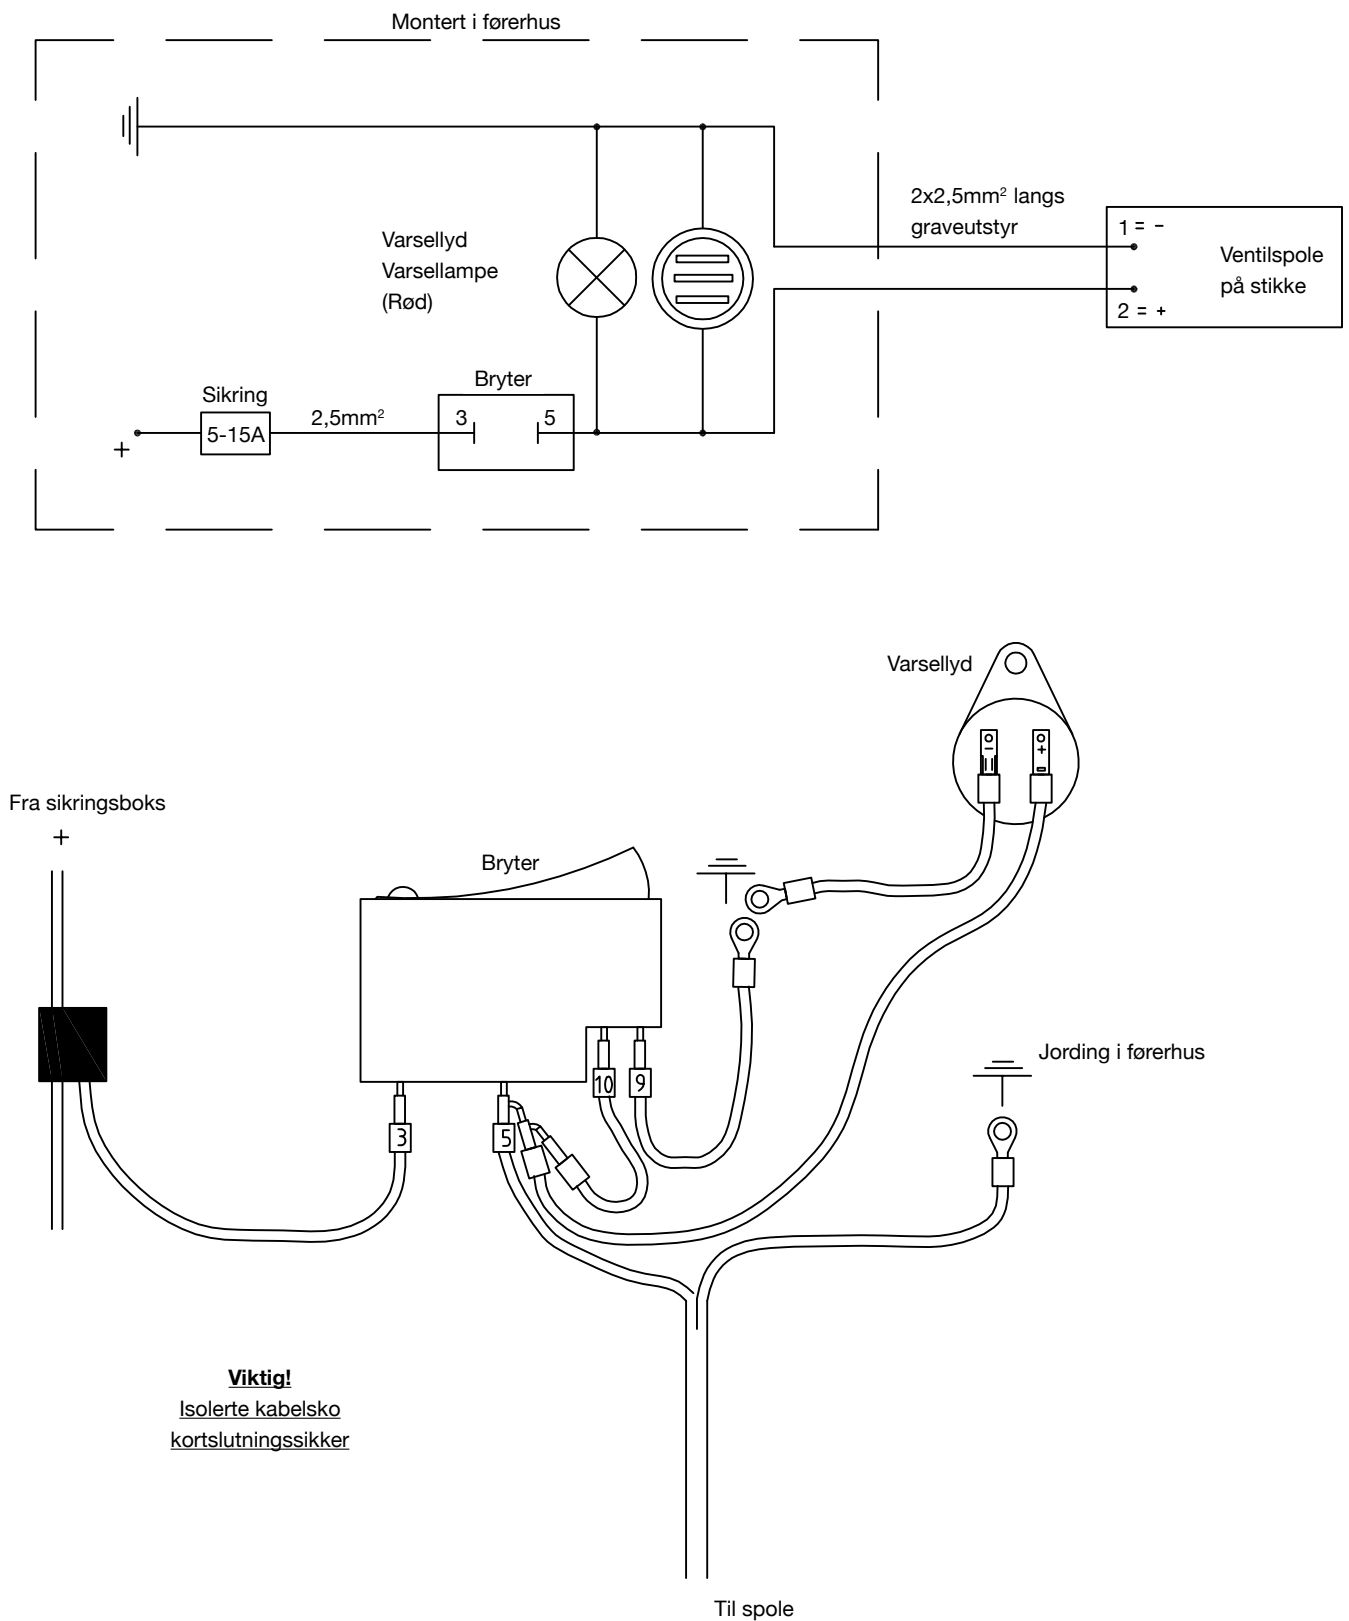 Montert i førerhus
2x2,5mm² langs
graveutstyr
1 = -
Ventilspole
på stikke
2 = +
Varsellyd
Varsellampe
(Rød)
Sikring
5-15A
2,5mm²
Bryter
3
5
+
Varsellyd
-
+
Fra sikringsboks
+
Bryter
Jording i førerhus
10
9
3
5
Viktig!
Isolerte kabelsko
kortslutningssikker
Til spole